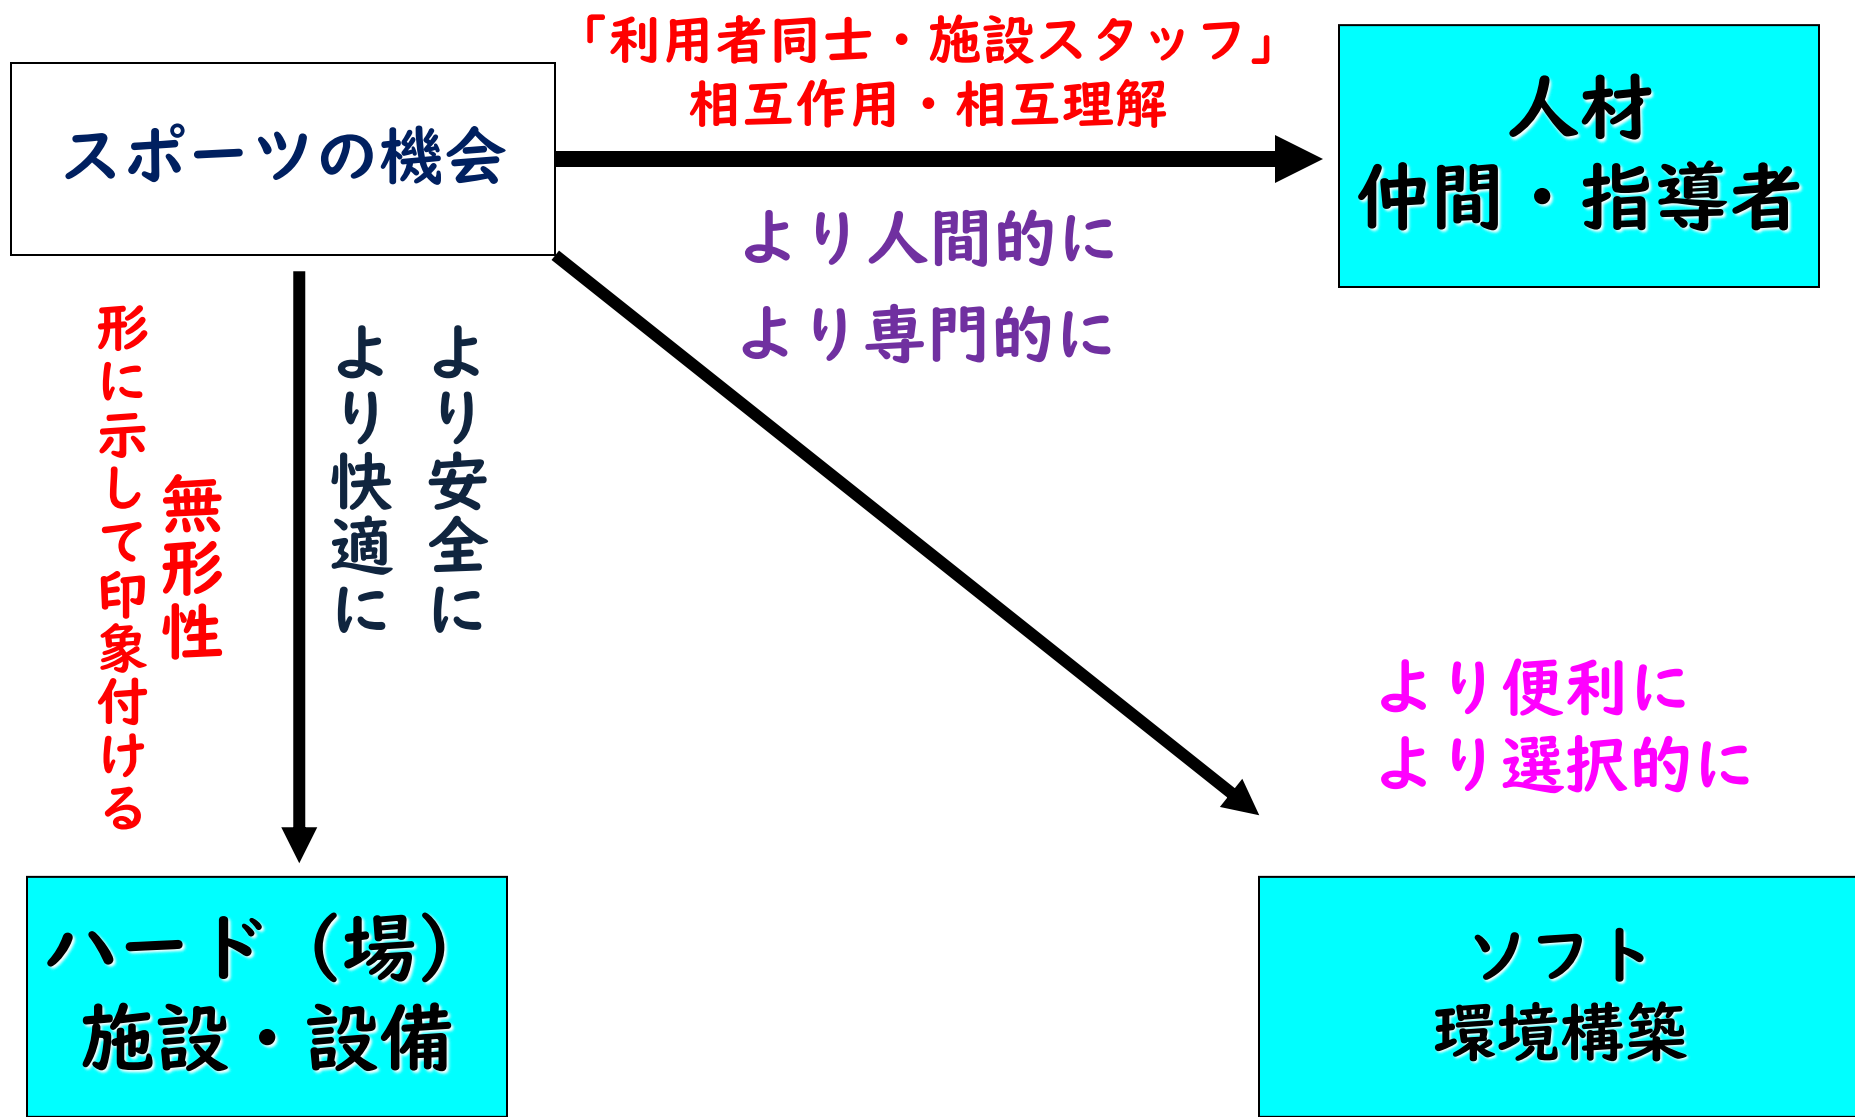 「利用者同士・施設スタッフ」
相互作用・相互理解
スポーツの機会
人材
仲間・指導者
より人間的に
より専門的に
より安全に
より快適に
無形性
形に示して印象付ける
より便利に
より選択的に
ハード（場）
施設・設備
ソフト
環境構築